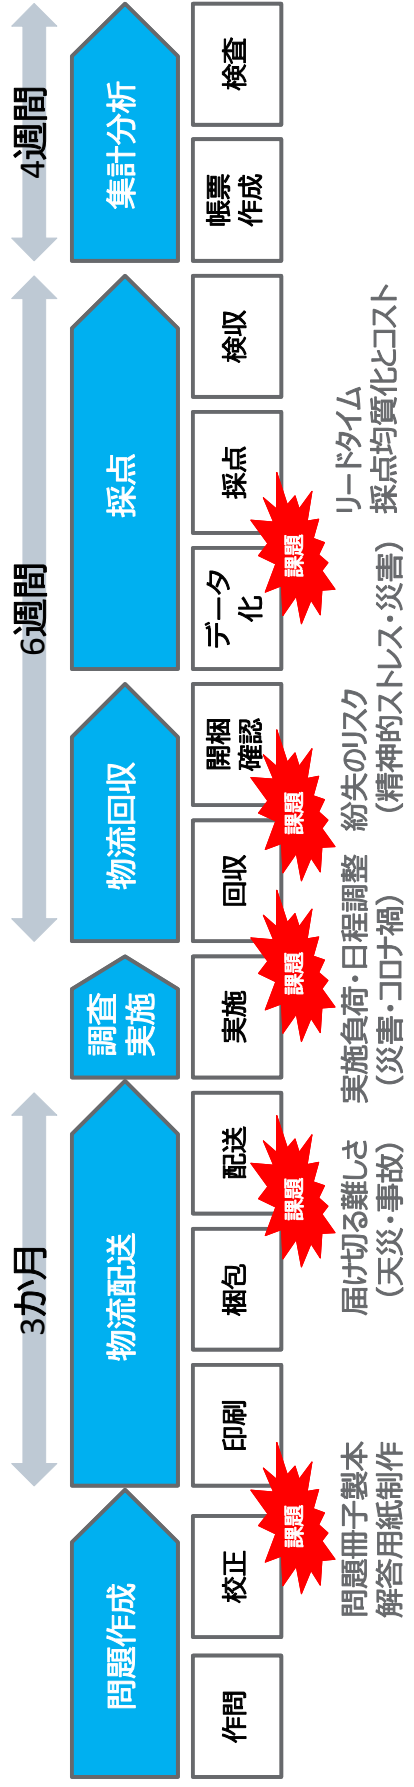 3か月
6週間
4週間
問題作成
物流配送
調査
実施
物流回収
採点
集計分析
作問
校正
印刷
梱包
配送
実施
回収
開梱
確認
データ
化
採点
検収
帳票
作成
検査
課題
課題
課題
課題
課題
問題冊子製本
解答用紙制作
届け切る難しさ
（天災・事故）
実施負荷・日程調整
（災害・コロナ禍）
紛失のリスク
（精神的ストレス・災害）
リードタイム
採点均質化とコスト